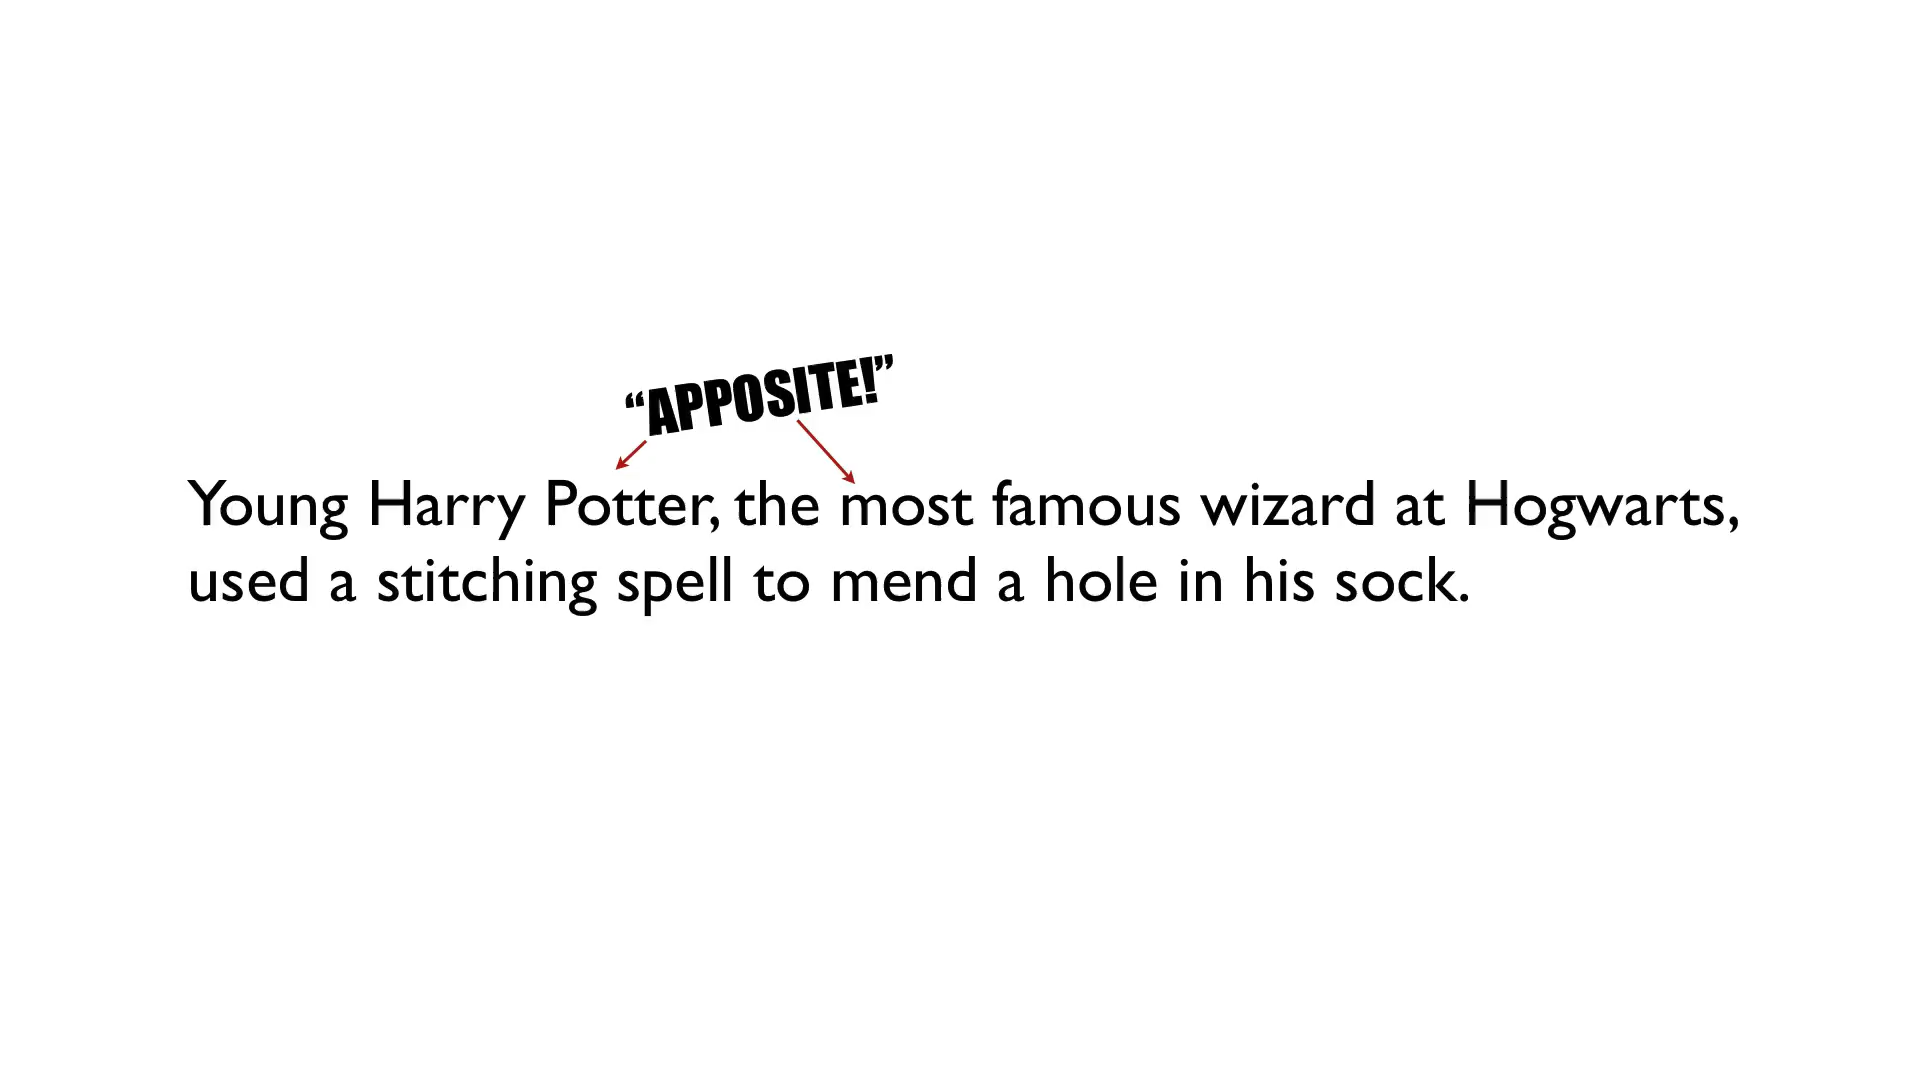 “APPOSITE!”
Young Harry Potter, the most famous wizard at Hogwarts,
used a stitching spell to mend a hole in his sock.